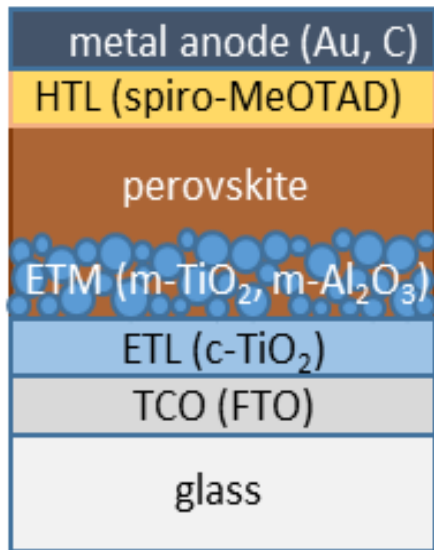 metal anode (Au, C)
HTL (spiro-MeOTAD)
perovskite
ETM (m-TiO₂, m-Al₂O₃)
ETL (c-TiO₂)
TCO (FTO)
glass